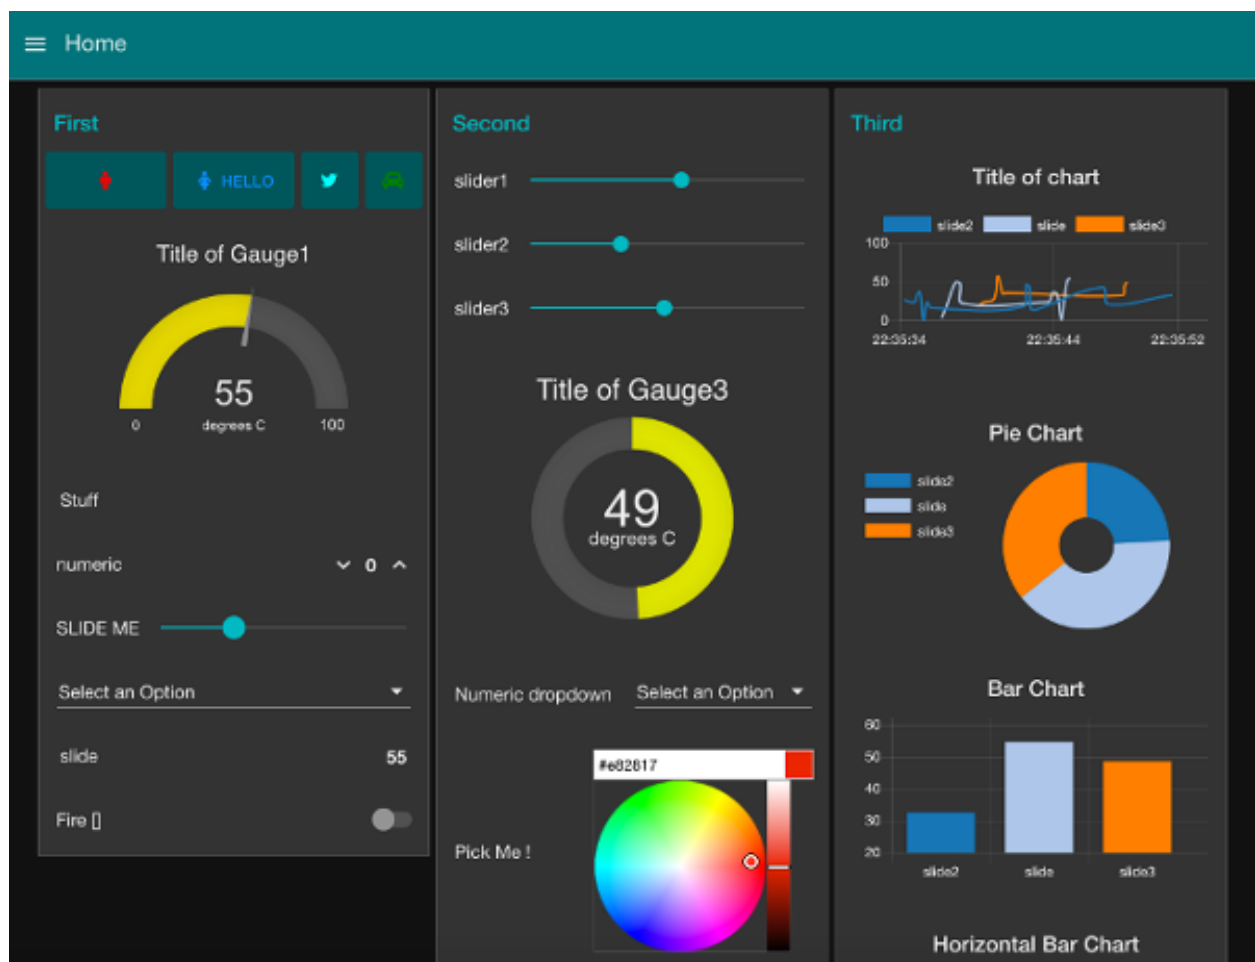 Home
First
HELLO
Title of Gauge1
55
degrees C
0
100
Stuff
numeric
0
SLIDE ME
Select an Option
slide
55
Fire []
Second
slider1
slider2
slider3
Title of Gauge3
49
degrees C
Numeric dropdown
Select an Option
#e82817
Pick Me !
Third
Title of chart
slide2 slide slide3
100
50
0
22:35:34 22:35:44 22:35:52
Pie Chart
slide2
slide
slide3
Bar Chart
60
50
40
30
20
slide2 slide slide3
Horizontal Bar Chart